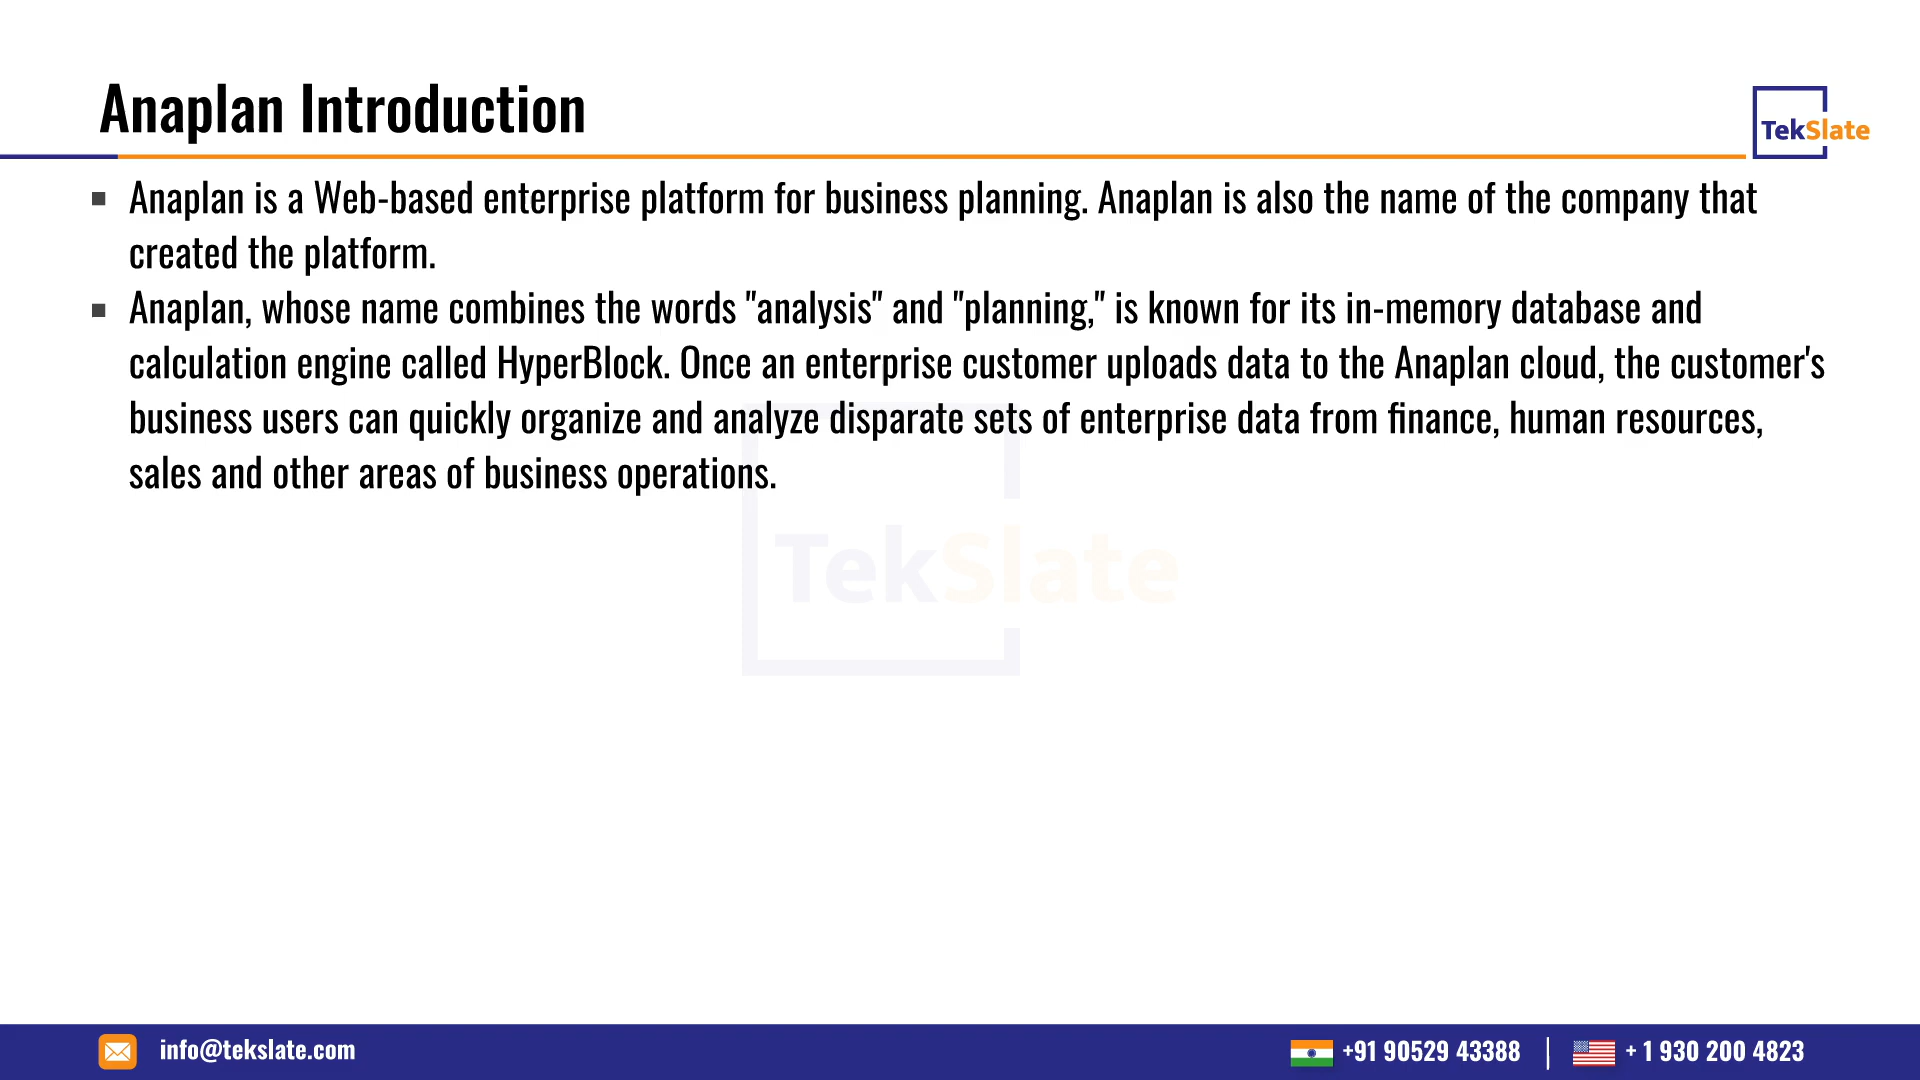 Anaplan Introduction
TekSlate
▪ Anaplan is a Web-based enterprise platform for business planning. Anaplan is also the name of the company that
created the platform.
▪ Anaplan, whose name combines the words "analysis" and "planning," is known for its in-memory database and
calculation engine called HyperBlock. Once an enterprise customer uploads data to the Anaplan cloud, the customer's
business users can quickly organize and analyze disparate sets of enterprise data from finance, human resources,
sales and other areas of business operations.
TekSlate
info@tekslate.com
+91 90529 43388 | + 1 930 200 4823